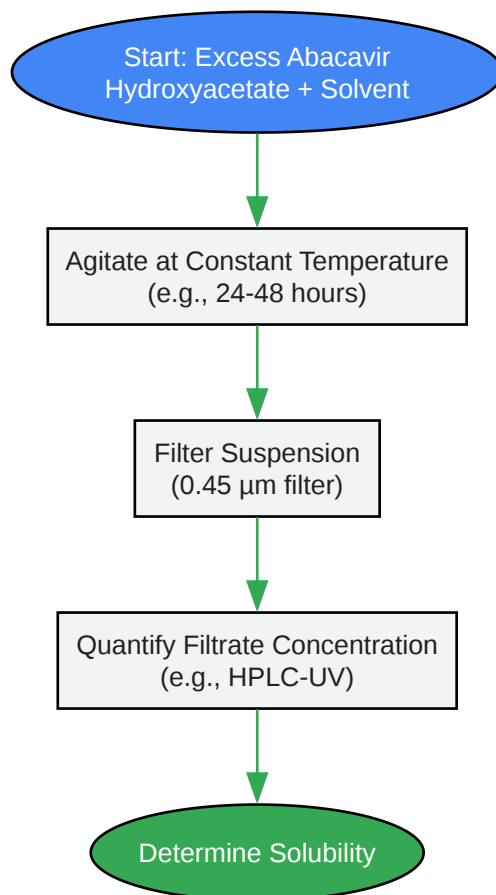 Start: Excess Abacavir
Hydroxyacetate + Solvent
Agitate at Constant Temperature
(e.g., 24-48 hours)
Filter Suspension
(0.45 µm filter)
Quantify Filtrate Concentration
(e.g., HPLC-UV)
Determine Solubility